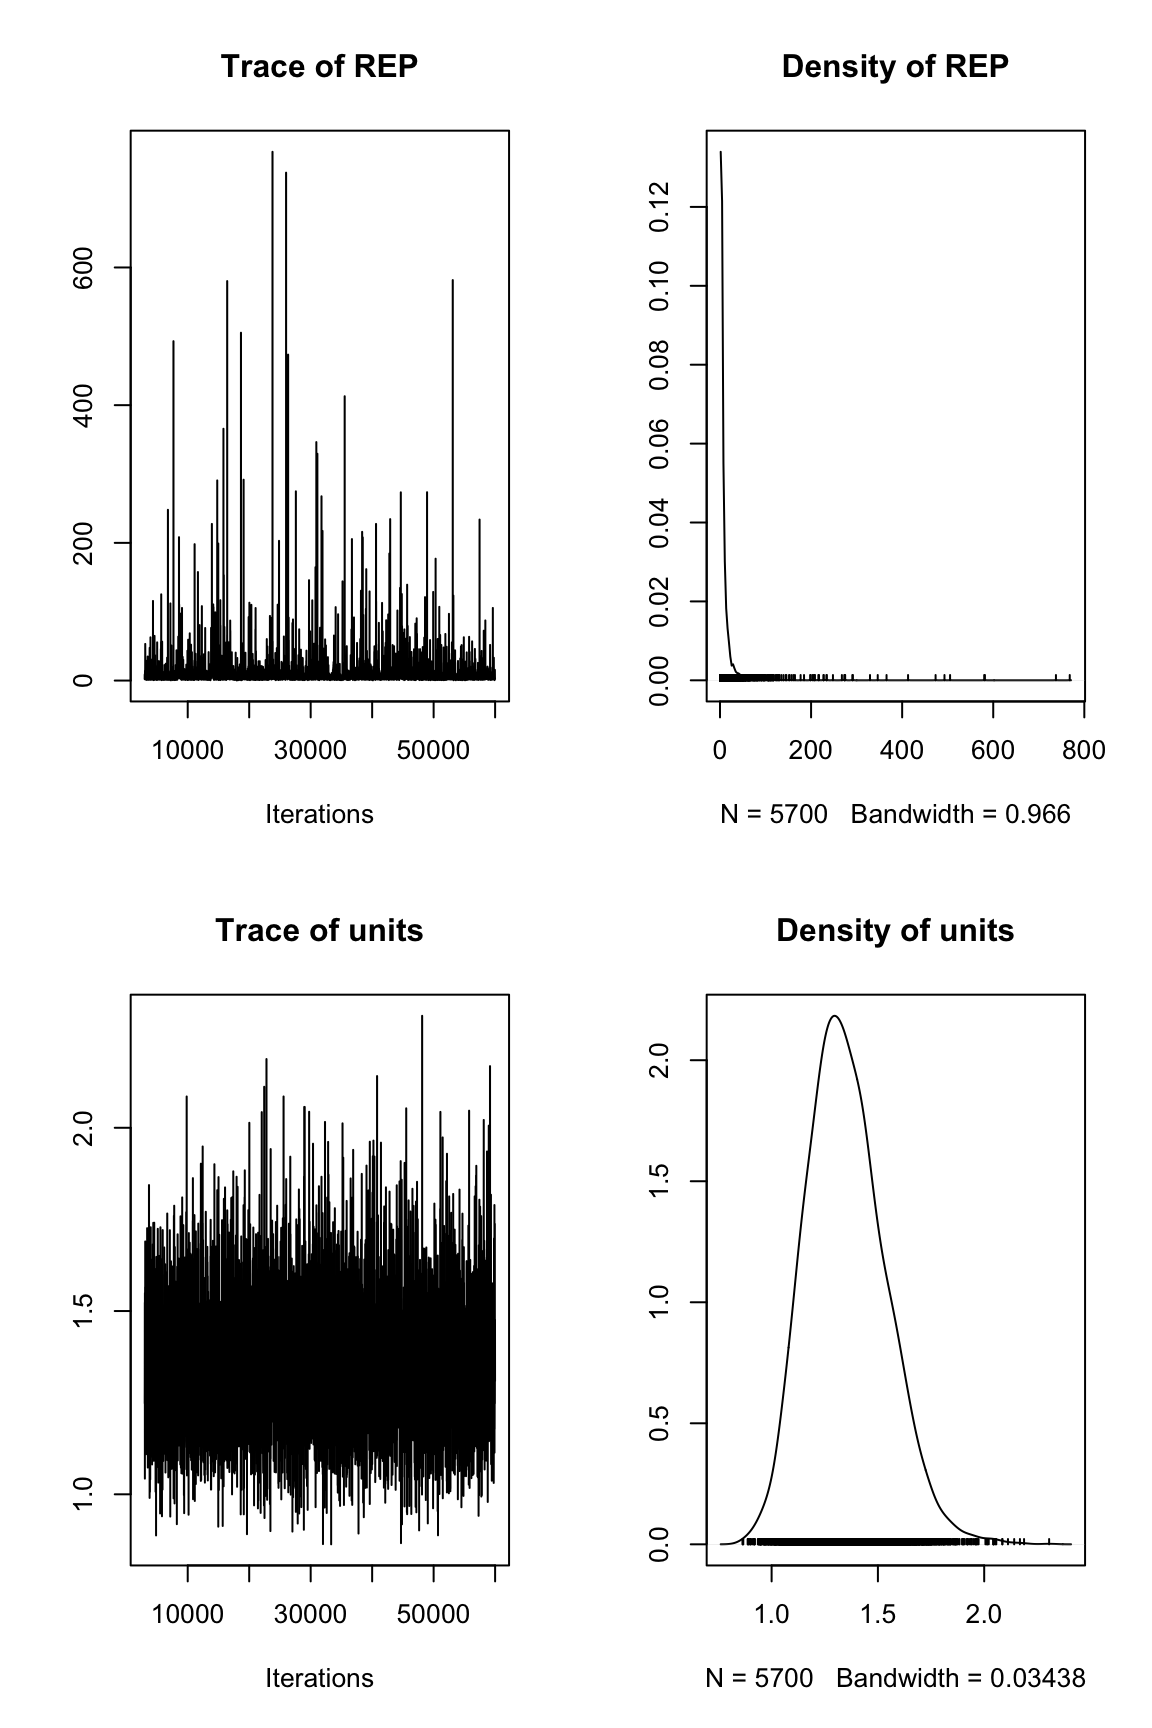 Trace of REP
Density of REP
600
400
200
0
10000 30000 50000
Iterations
0.12
0.10
0.08
0.06
0.04
0.02
0.00
0 200 400 600 800
N = 5700 Bandwidth = 0.966
Trace of units
Density of units
2.0
1.5
1.0
10000 30000 50000
Iterations
2.0
1.5
1.0
0.5
0.0
1.0 1.5 2.0
N = 5700 Bandwidth = 0.03438